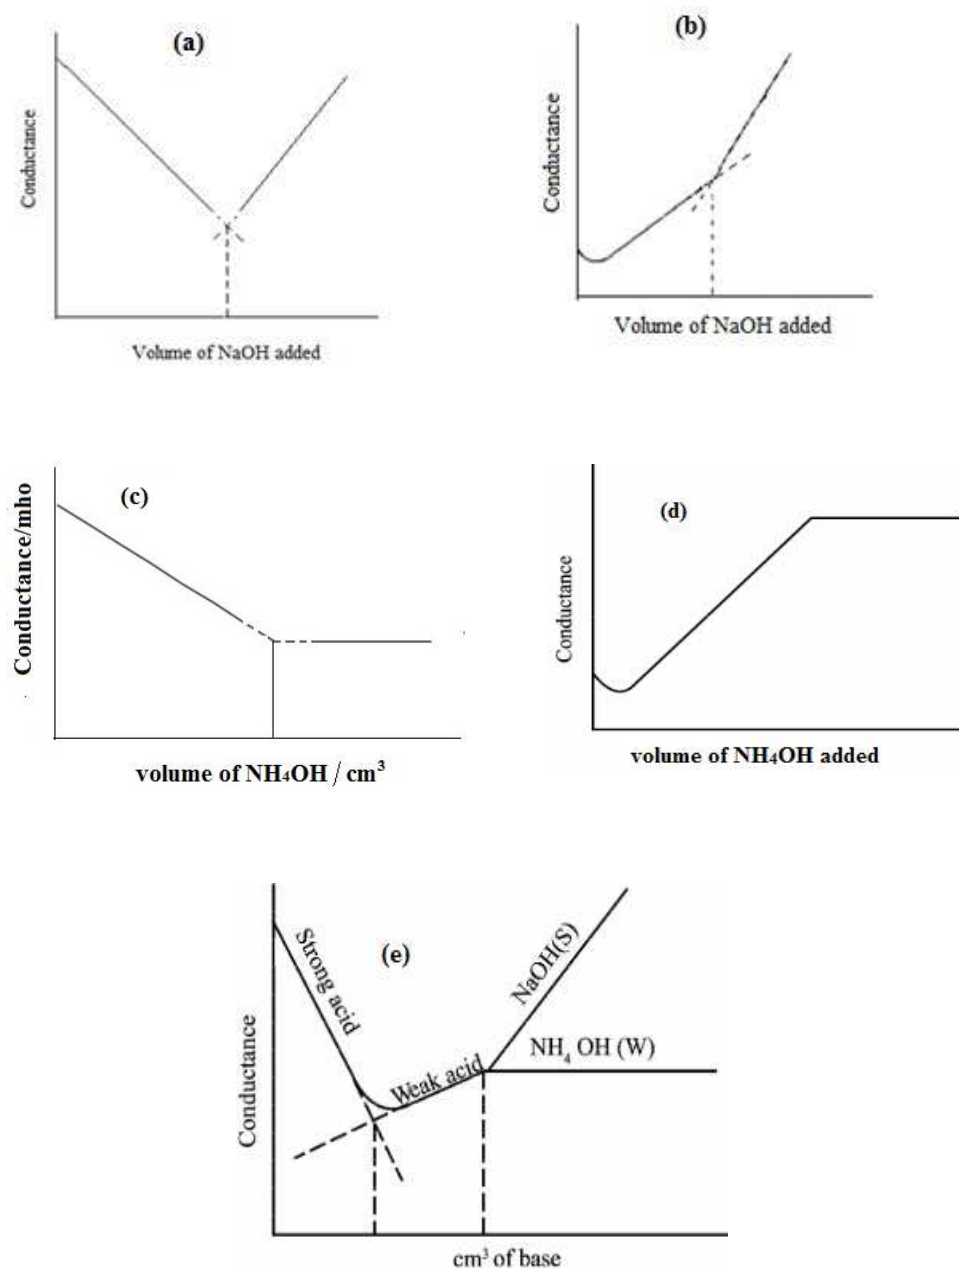 (a)
Conductance
Volume of NaOH added
(b)
Conductance
Volume of NaOH added
(c)
Conductance/mho
volume of NH₄OH / cm³
(d)
Conductance
volume of NH₄OH added
(e)
Conductance
Strong acid
Weak acid
NaOH(S)
NH₄ OH (W)
cm³ of base